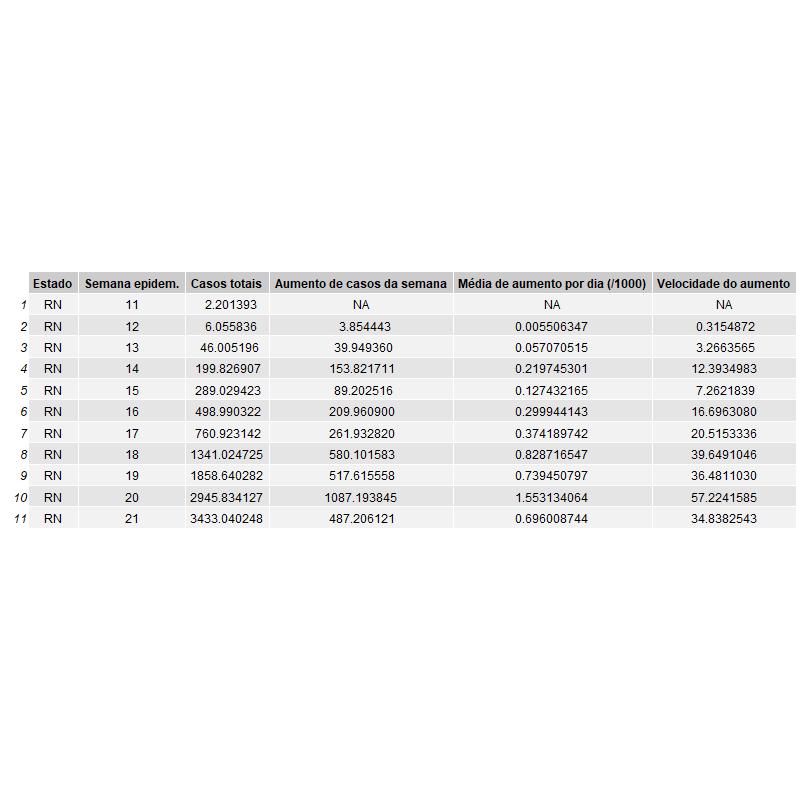 Estado Semana epidem. Casos totais Aumento de casos da semana Média de aumento por dia (/1000) Velocidade do aumento
1 RN 11 2.201393 NA NA NA
2 RN 12 6.055836 3.854443 0.005506347 0.3154872
3 RN 13 46.005196 39.949360 0.057070515 3.2663565
4 RN 14 199.826907 153.821711 0.219745301 12.3934983
5 RN 15 289.029423 89.202516 0.127432165 7.2621839
6 RN 16 498.990322 209.960900 0.299944143 16.6963080
7 RN 17 760.923142 261.932820 0.374189742 20.5153336
8 RN 18 1341.024725 580.101583 0.828716547 39.6491046
9 RN 19 1858.640282 517.615558 0.739450797 36.4811030
10 RN 20 2945.834127 1087.193845 1.553134064 57.2241585
11 RN 21 3433.040248 487.206121 0.696008744 34.8382543